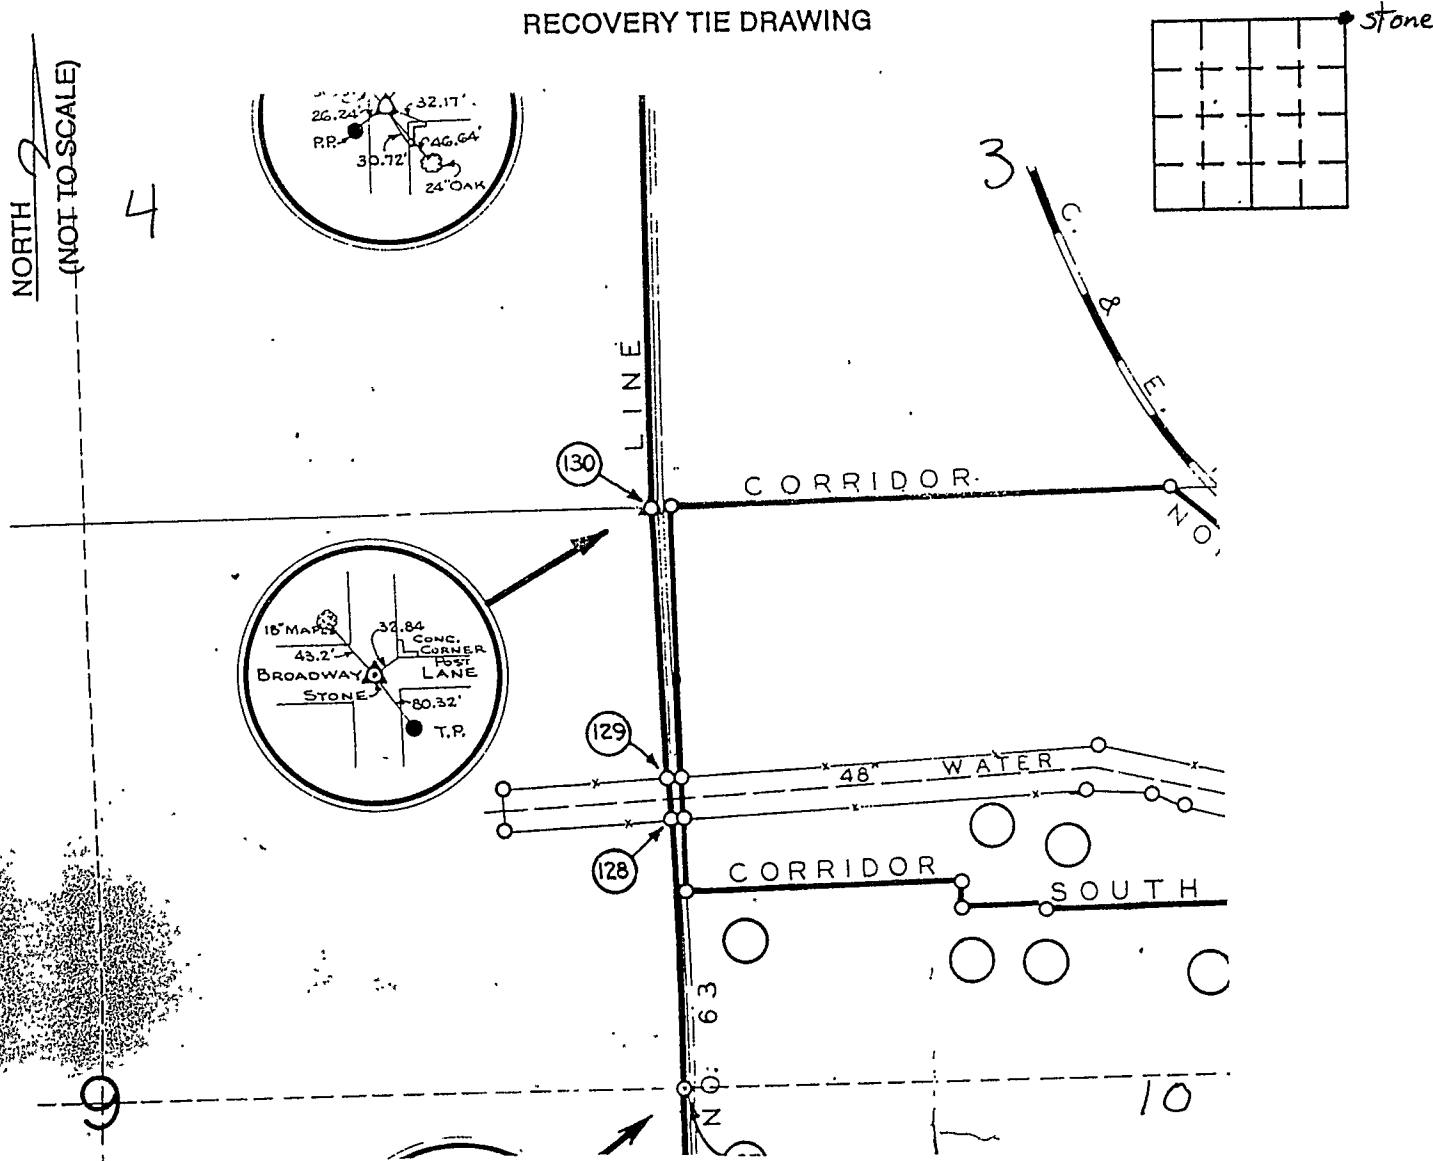 RECOVERY TIE DRAWING
stone
NORTH
(NOT TO SCALE)
4
3
32.17'
26.24'
P.P.
46.64'
30.72'
24" OAK
C. & E.
LINE
130
CORRIDOR
NO.
18" MAPLE
32.84
CONC.
CORNER
POST
43.2'
BROADWAY
LANE
STONE
80.32'
T.P.
129
48" WATER
128
CORRIDOR
SOUTH
NO. 63
9
10